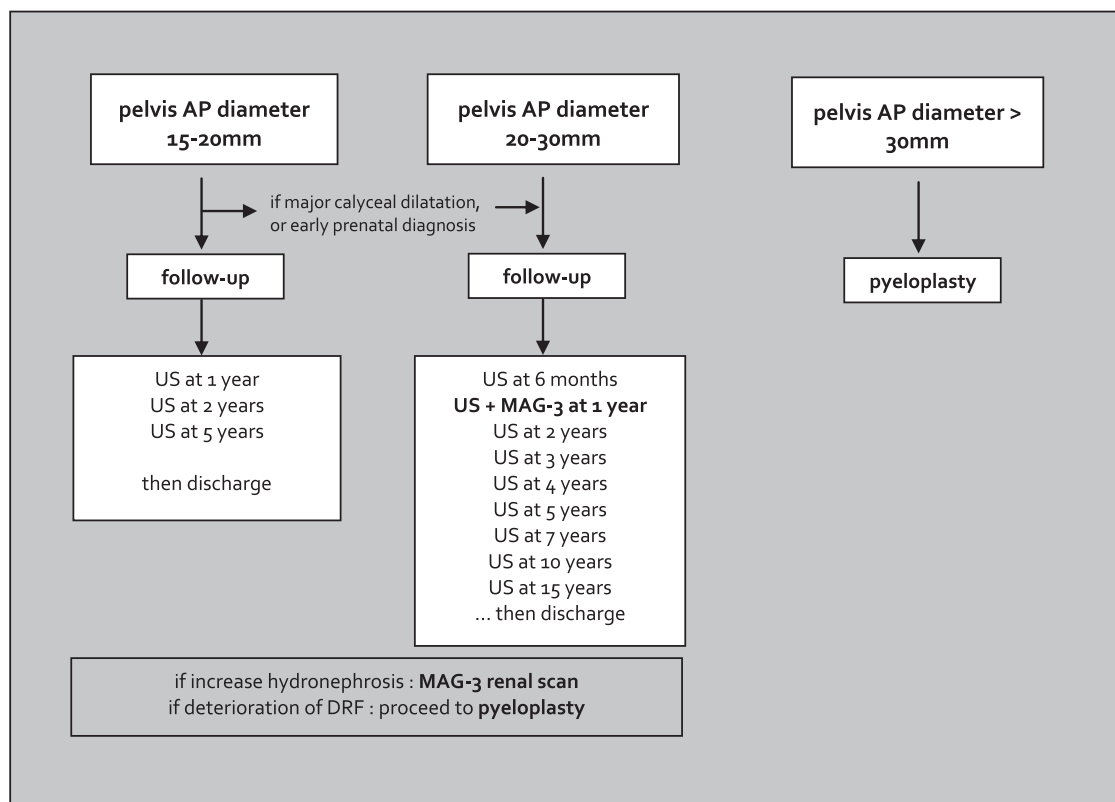 pelvis AP diameter
15-20mm
pelvis AP diameter
20-30mm
pelvis AP diameter >
30mm
if major calyceal dilatation,
or early prenatal diagnosis
follow-up
follow-up
pyeloplasty
US at 1 year
US at 2 years
US at 5 years
then discharge
US at 6 months
US + MAG-3 at 1 year
US at 2 years
US at 3 years
US at 4 years
US at 5 years
US at 7 years
US at 10 years
US at 15 years
... then discharge
if increase hydronephrosis : MAG-3 renal scan
if deterioration of DRF : proceed to pyeloplasty